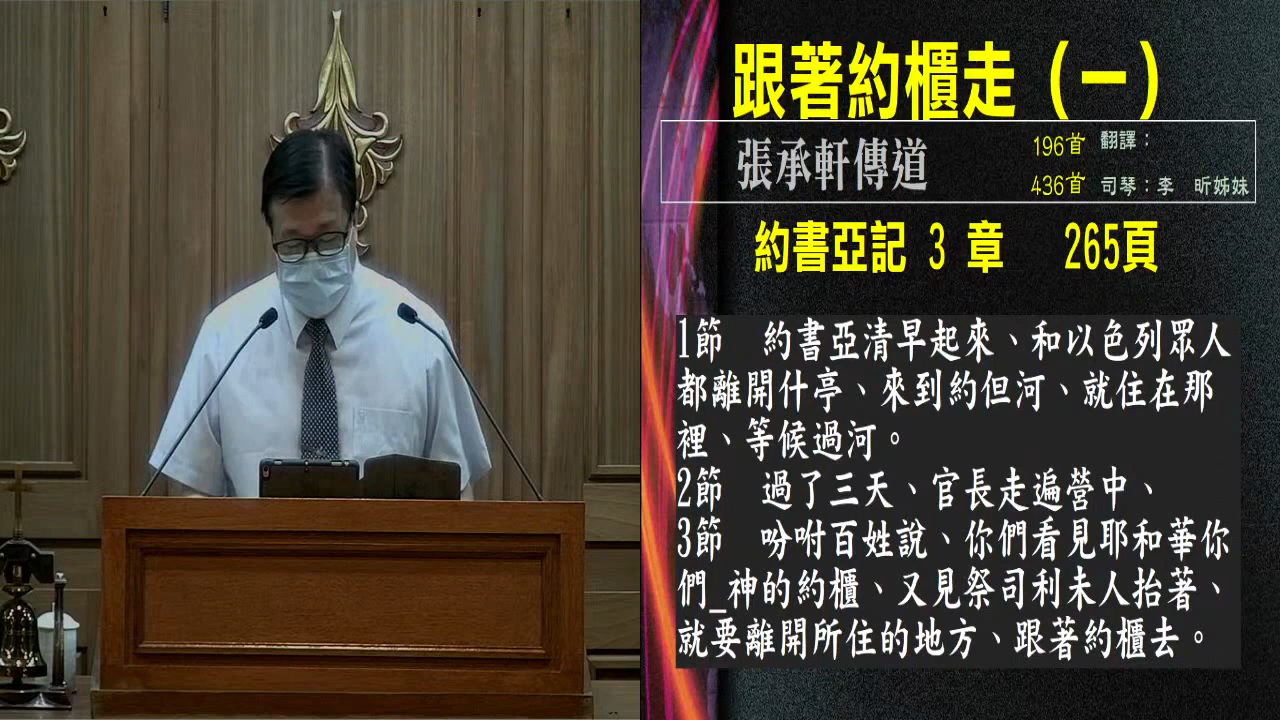 跟著約櫃走（一）
張承軒傳道
196首 翻譯：
436首 司琴：李 昕姊妹
約書亞記 3 章 265頁
1節 約書亞清早起來、和以色列眾人
都離開什亭、來到約但河、就住在那
裡、等候過河。
2節 過了三天、官長走遍營中、
3節 吩咐百姓說、你們看見耶和華你
們_神的約櫃、又見祭司利未人抬著、
就要離開所住的地方、跟著約櫃去。